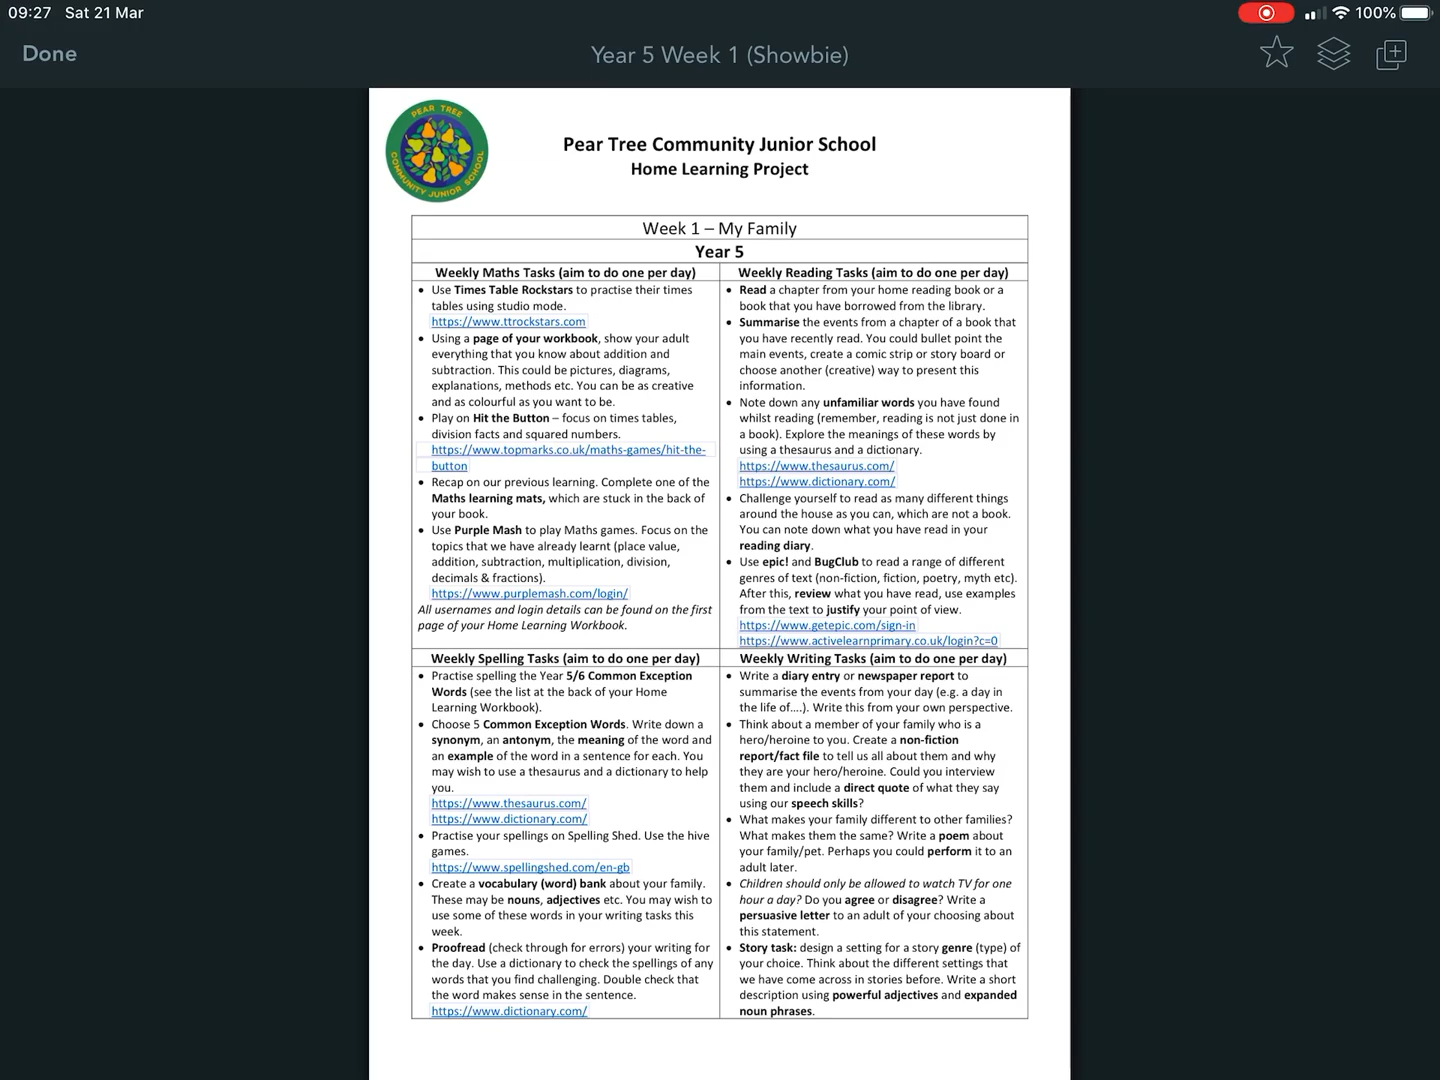 09:27 Sat 21 Mar
100%
Done
Year 5 Week 1 (Showbie)
PEAR TREE
COMMUNITY JUNIOR SCHOOL
Pear Tree Community Junior School
Home Learning Project
Week 1 – My Family
Year 5
Weekly Maths Tasks (aim to do one per day)
• Use Times Table Rockstars to practise their times
tables using studio mode.
https://www.ttrockstars.com
• Using a page of your workbook, show your adult
everything that you know about addition and
subtraction. This could be pictures, diagrams,
explanations, methods etc. You can be as creative
and as colourful as you want to be.
• Play on Hit the Button – focus on times tables,
division facts and squared numbers.
https://www.topmarks.co.uk/maths-games/hit-the-
button
• Recap on our previous learning. Complete one of the
Maths learning mats, which are stuck in the back of
your book.
• Use Purple Mash to play Maths games. Focus on the
topics that we have already learnt (place value,
addition, subtraction, multiplication, division,
decimals & fractions).
https://www.purplemash.com/login/
All usernames and login details can be found on the first
page of your Home Learning Workbook.
Weekly Reading Tasks (aim to do one per day)
• Read a chapter from your home reading book or a
book that you have borrowed from the library.
• Summarise the events from a chapter of a book that
you have recently read. You could bullet point the
main events, create a comic strip or story board or
choose another (creative) way to present this
information.
• Note down any unfamiliar words you have found
whilst reading (remember, reading is not just done in
a book). Explore the meanings of these words by
using a thesaurus and a dictionary.
https://www.thesaurus.com/
https://www.dictionary.com/
• Challenge yourself to read as many different things
around the house as you can, which are not a book.
You can note down what you have read in your
reading diary.
• Use epic! and BugClub to read a range of different
genres of text (non-fiction, fiction, poetry, myth etc).
After this, review what you have read, use examples
from the text to justify your point of view.
https://www.getepic.com/sign-in
https://www.activelearnprimary.co.uk/login?c=0
Weekly Spelling Tasks (aim to do one per day)
• Practise spelling the Year 5/6 Common Exception
Words (see the list at the back of your Home
Learning Workbook).
• Choose 5 Common Exception Words. Write down a
synonym, an antonym, the meaning of the word and
an example of the word in a sentence for each. You
may wish to use a thesaurus and a dictionary to help
you.
https://www.thesaurus.com/
https://www.dictionary.com/
• Practise your spellings on Spelling Shed. Use the hive
games.
https://www.spellingshed.com/en-gb
• Create a vocabulary (word) bank about your family.
These may be nouns, adjectives etc. You may wish to
use some of these words in your writing tasks this
week.
• Proofread (check through for errors) your writing for
the day. Use a dictionary to check the spellings of any
words that you find challenging. Double check that
the word makes sense in the sentence.
https://www.dictionary.com/
Weekly Writing Tasks (aim to do one per day)
• Write a diary entry or newspaper report to
summarise the events from your day (e.g. a day in
the life of....). Write this from your own perspective.
• Think about a member of your family who is a
hero/heroine to you. Create a non-fiction
report/fact file to tell us all about them and why
they are your hero/heroine. Could you interview
them and include a direct quote of what they say
using our speech skills?
• What makes your family different to other families?
What makes them the same? Write a poem about
your family/pet. Perhaps you could perform it to an
adult later.
• Children should only be allowed to watch TV for one
hour a day? Do you agree or disagree? Write a
persuasive letter to an adult of your choosing about
this statement.
• Story task: design a setting for a story genre (type) of
your choice. Think about the different settings that
we have come across in stories before. Write a short
description using powerful adjectives and expanded
noun phrases.